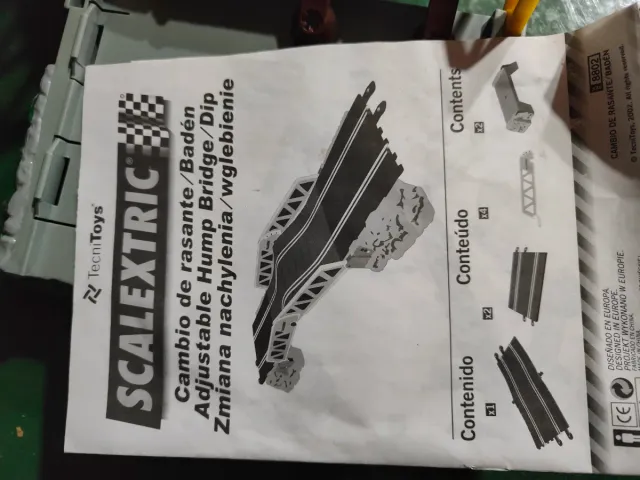 TecniToys
SCALEXTRIC
Cambio de rasante/Badén
Adjustable Hump Bridge/Dip
Zmiana nachylenia/wglebienie
Contenido Conteúdo Contents
x1
x2
x4
x2
8802
CAMBIO DE RASANTE/BADÉN
© TecniToys, 2002. All rights reserved.
DISEÑADO EN EUROPA.
DESIGNED IN EUROPE.
PROJEKT WYKONANO W EUROPIE.
CE